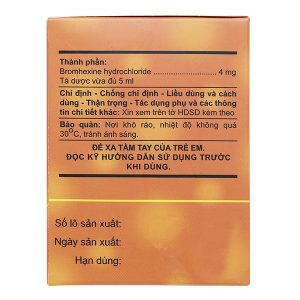 Thành phần:
Bromhexine hydrochloride ........................ 4 mg
Tá dược vừa đủ 5 ml
Chỉ định - Chống chỉ định - Liều dùng và cách
dùng - Thận trọng - Tác dụng phụ và các thông
tin chi tiết khác: Xin xem trên tờ HDSD kèm theo
Bảo quản: Nơi khô ráo, nhiệt độ không quá
30°C, tránh ánh sáng.
ĐỂ XA TẦM TAY CỦA TRẺ EM.
ĐỌC KỸ HƯỚNG DẪN SỬ DỤNG TRƯỚC
KHI DÙNG.
Số lô sản xuất:
Ngày sản xuất:
Hạn dùng: